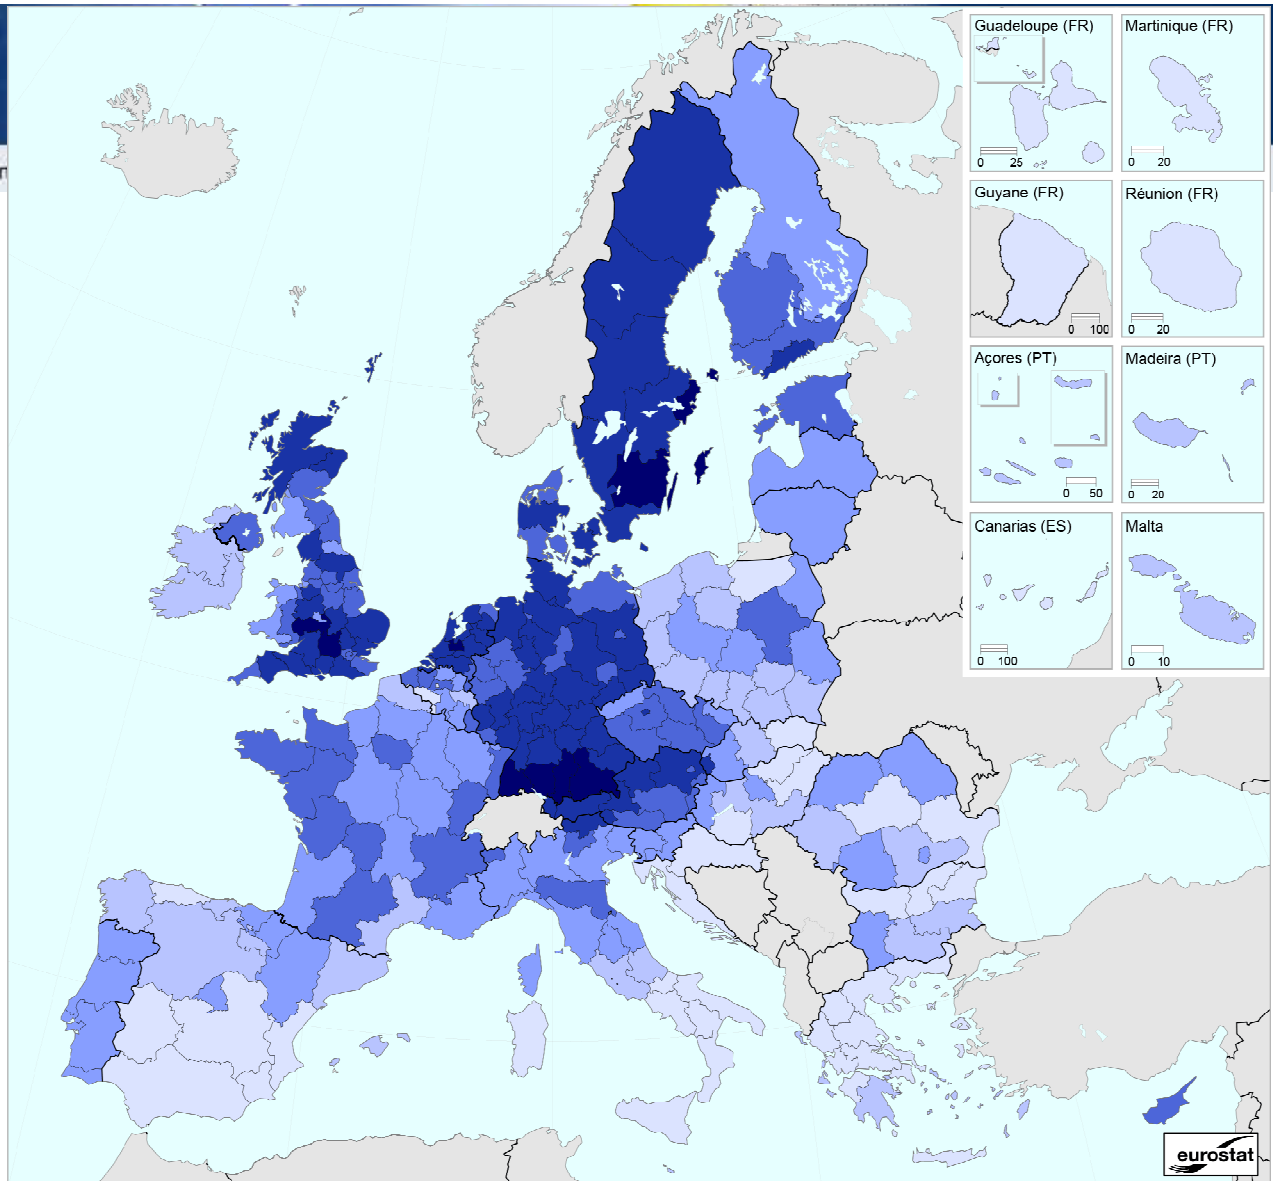 Guadeloupe (FR)
0 25
Martinique (FR)
0 20
Guyane (FR)
0 100
Réunion (FR)
0 20
Açores (PT)
0 50
Madeira (PT)
0 20
Canarias (ES)
0 100
Malta
0 10
eurostat